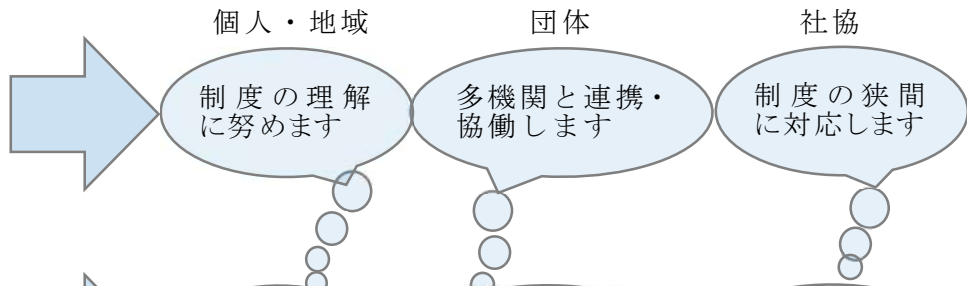 個人・地域
団体
社協
制度の理解
に努めます
多機関と連携・
協働します
制度の狭間
に対応します